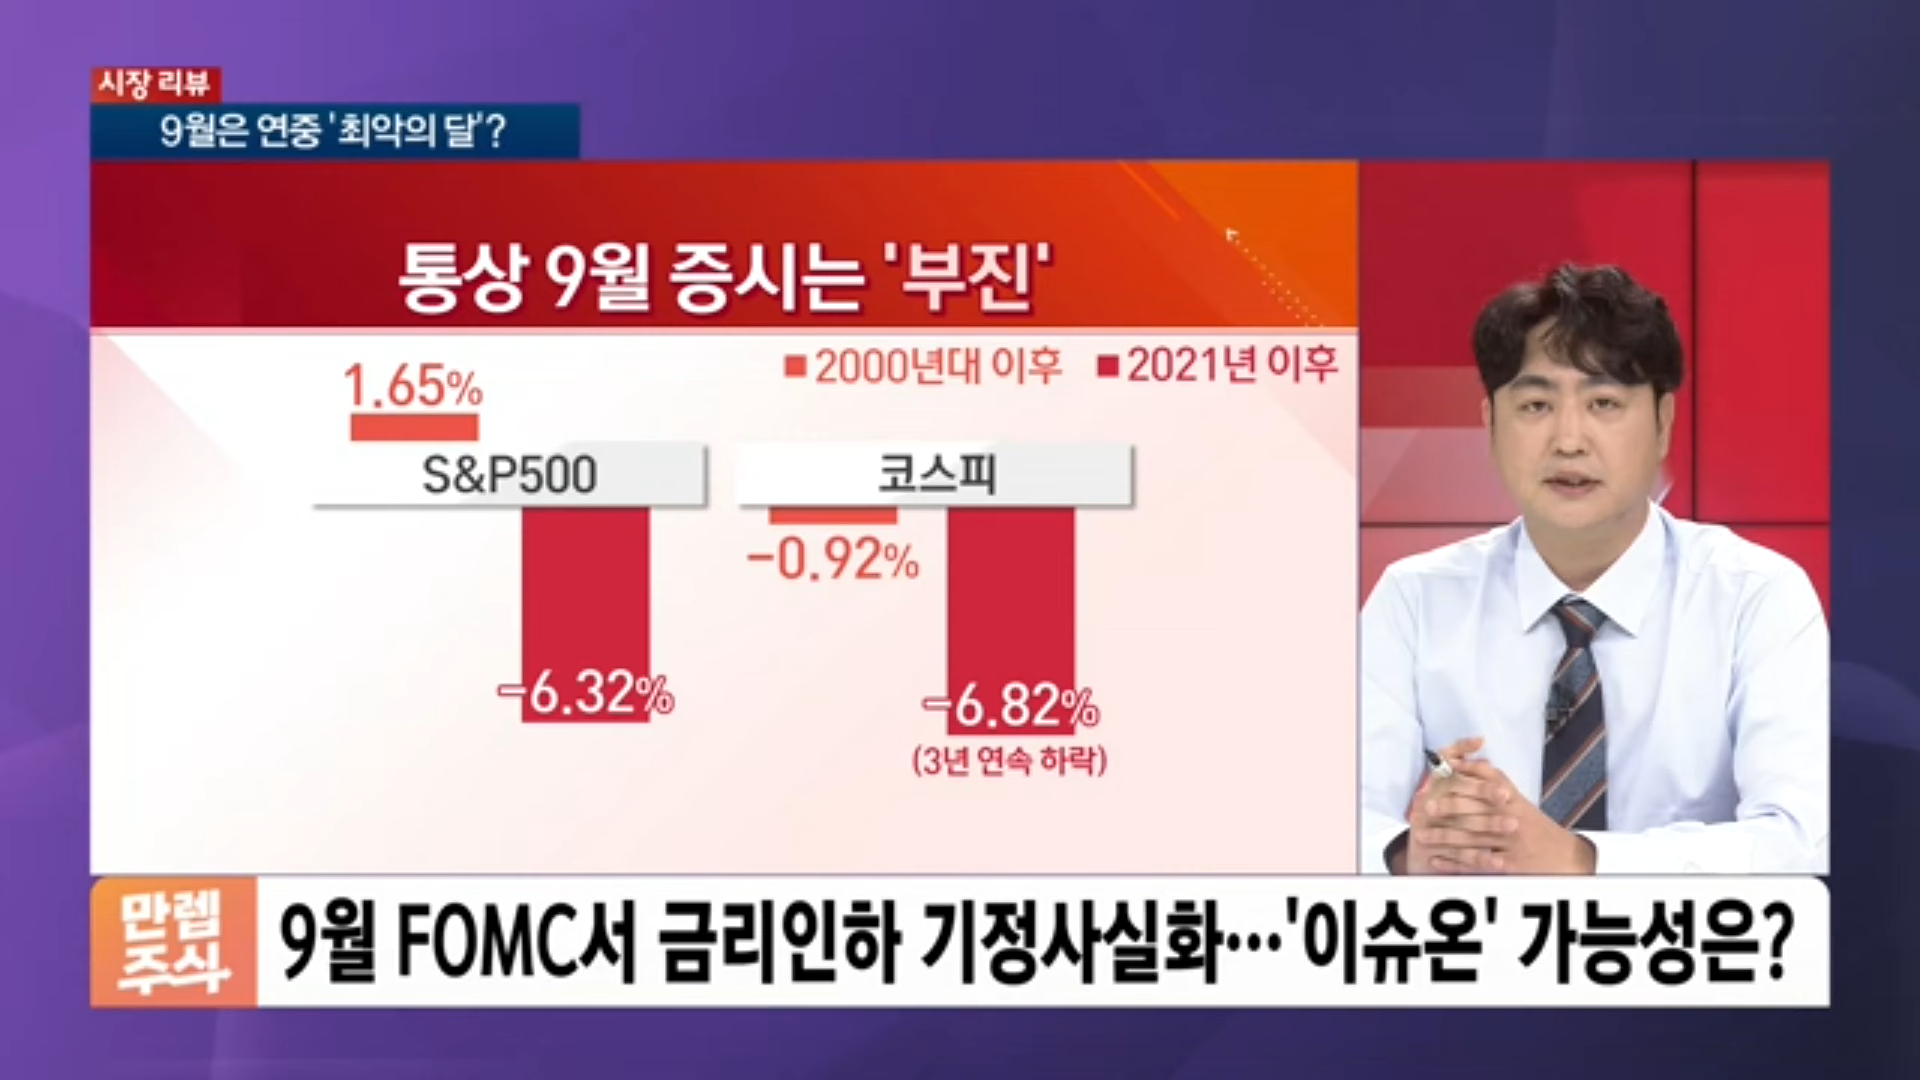 시장 리뷰
9월은 연중 '최악의 달'?
통상 9월 증시는 '부진'
■2000년대 이후 ■2021년 이후
1.65%
S&P500
-6.32%
코스피
-0.92%
-6.82%
(3년 연속 하락)
만렙
주식
9월 FOMC서 금리인하 기정사실화…'이슈온' 가능성은?